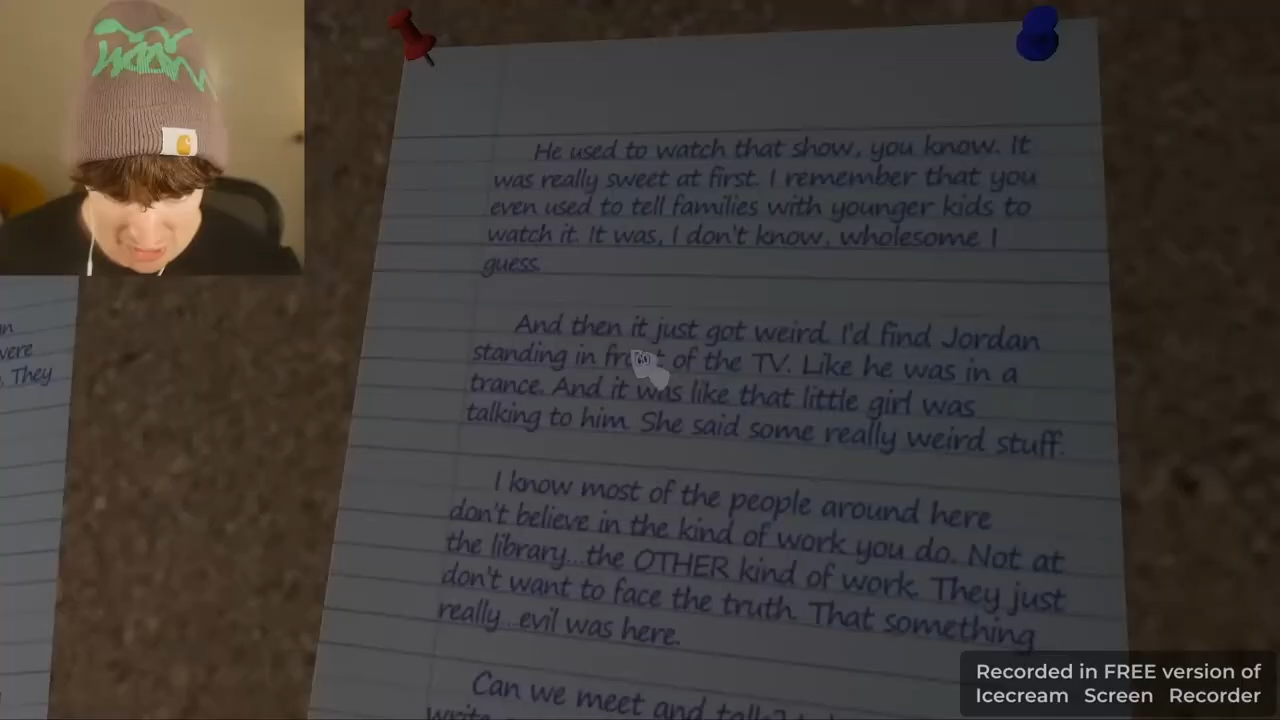 an
were
. They
He used to watch that show, you know. It
was really sweet at first. I remember that you
even used to tell families with younger kids to
watch it. It was, I don't know, wholesome I
guess.
And then it just got weird. I'd find Jordan
standing in front of the TV. Like he was in a
trance. And it was like that little girl was
talking to him. She said some really weird stuff.
I know most of the people around here
don't believe in the kind of work you do. Not at
the library...the OTHER kind of work. They just
don't want to face the truth. That something
really...evil was here.
Can we meet and talk?
Recorded in FREE version of
Icecream Screen Recorder